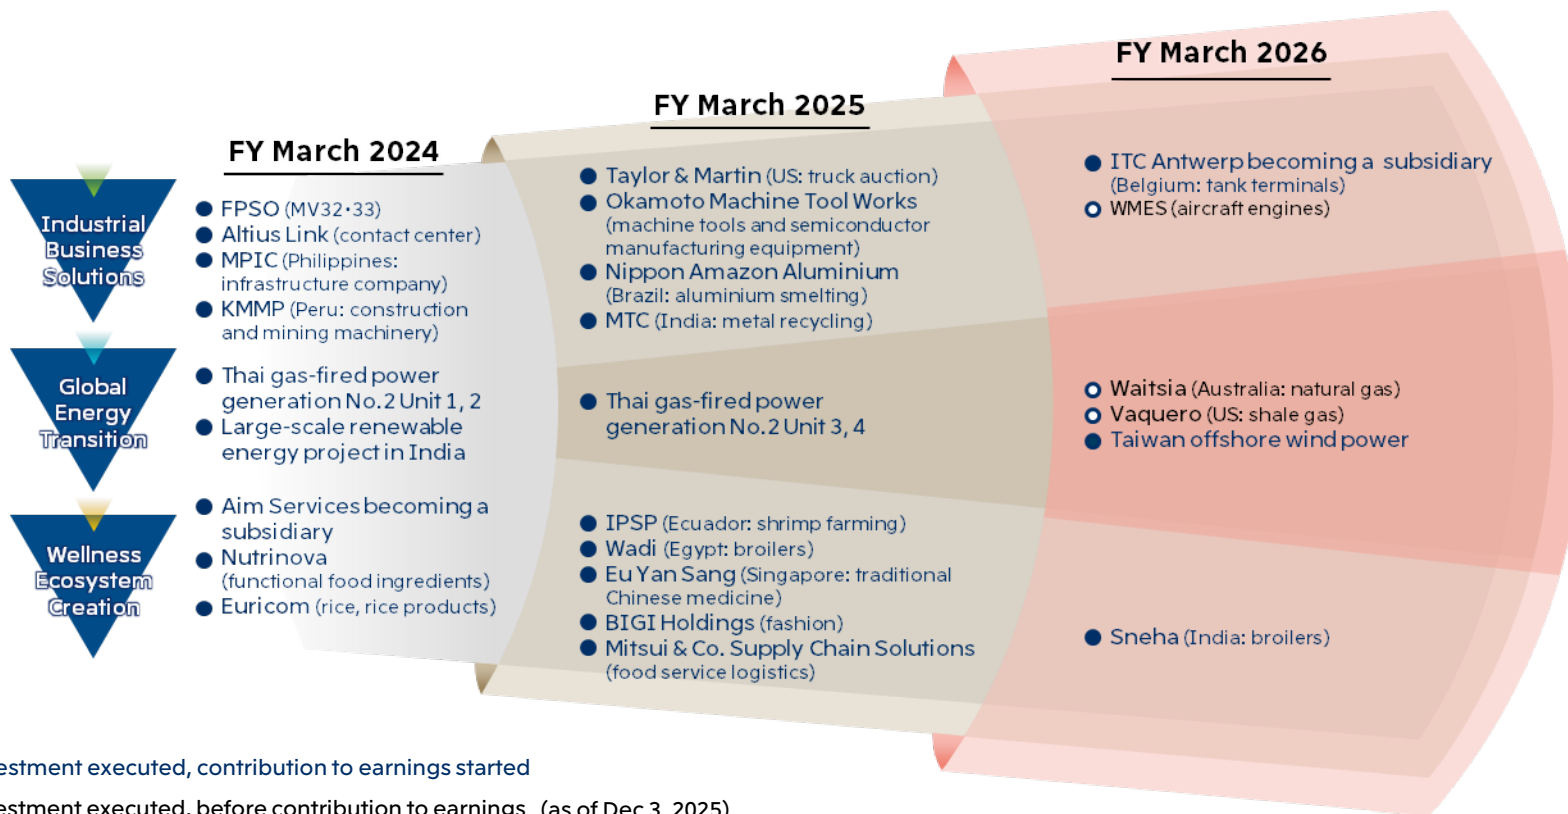 FY March 2024
FY March 2025
FY March 2026
Industrial
Business
Solutions
● FPSO (MV32・33)
● Altius Link (contact center)
● MPIC (Philippines:
infrastructure company)
● KMMP (Peru: construction
and mining machinery)
● Taylor & Martin (US: truck auction)
● Okamoto Machine Tool Works
(machine tools and semiconductor
manufacturing equipment)
● Nippon Amazon Aluminium
(Brazil: aluminium smelting)
● MTC (India: metal recycling)
● ITC Antwerp becoming a subsidiary
(Belgium: tank terminals)
○ WMES (aircraft engines)
Global
Energy
Transition
● Thai gas-fired power
generation No.2 Unit 1, 2
● Large-scale renewable
energy project in India
● Thai gas-fired power
generation No.2 Unit 3, 4
○ Waitsia (Australia: natural gas)
○ Vaquero (US: shale gas)
● Taiwan offshore wind power
Wellness
Ecosystem
Creation
● Aim Services becoming a
subsidiary
● Nutrinova
(functional food ingredients)
● Euricom (rice, rice products)
● IPSP (Ecuador: shrimp farming)
● Wadi (Egypt: broilers)
● Eu Yan Sang (Singapore: traditional
Chinese medicine)
● BIGI Holdings (fashion)
● Mitsui & Co. Supply Chain Solutions
(food service logistics)
● Sneha (India: broilers)
estment executed, contribution to earnings started
estment executed, before contribution to earnings (as of Dec 3, 2025)